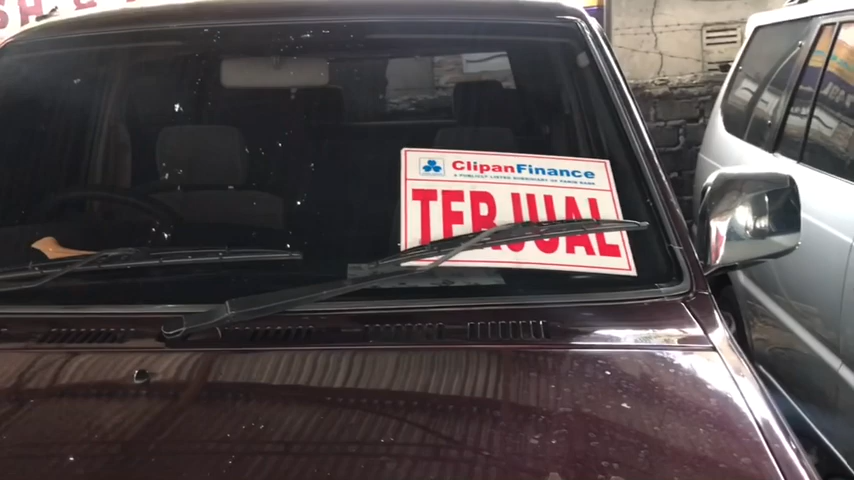 ClipanFinance
A PUBLICLY LISTED SUBSIDIARY OF PANIN BANK
TERJUAL